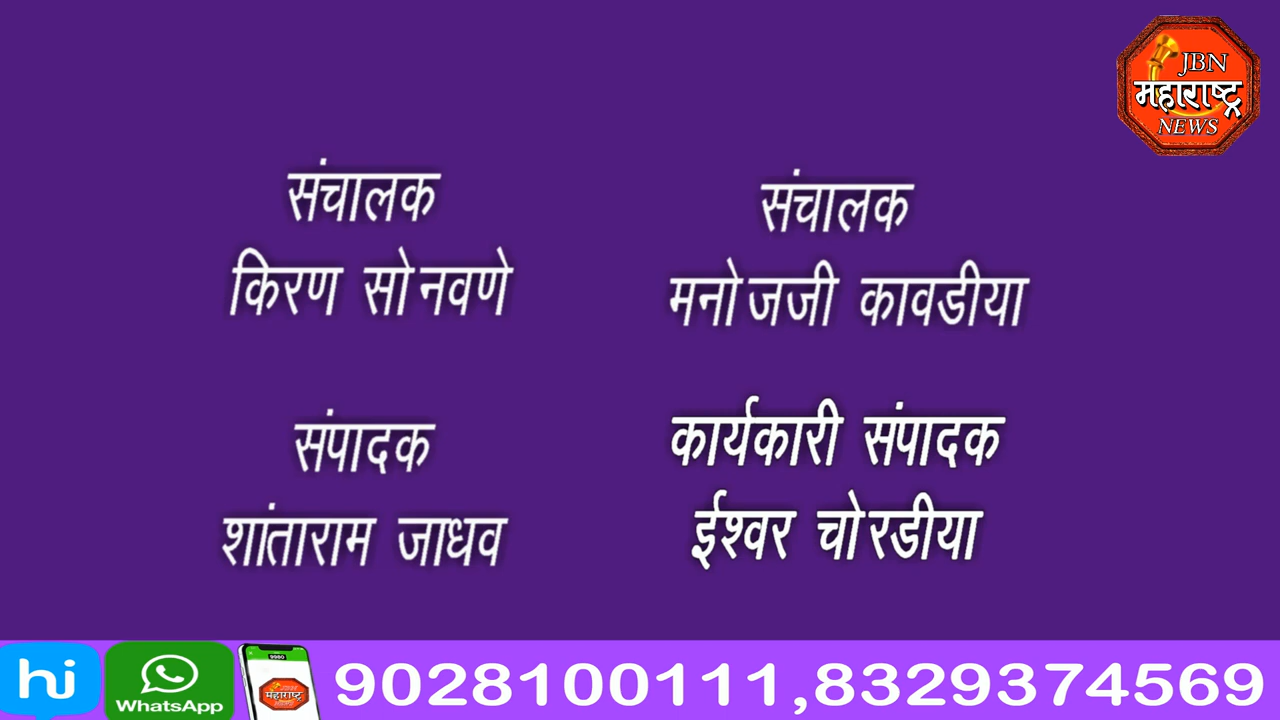 JBN
महाराष्ट्र
NEWS
संचालक
किरण सोनवणे
संचालक
मनोजजी कावडीया
संपादक
शांताराम जाधव
कार्यकारी संपादक
ईश्वर चोरडीया
hi
WhatsApp
महाराष्ट्र
9028100111,8329374569